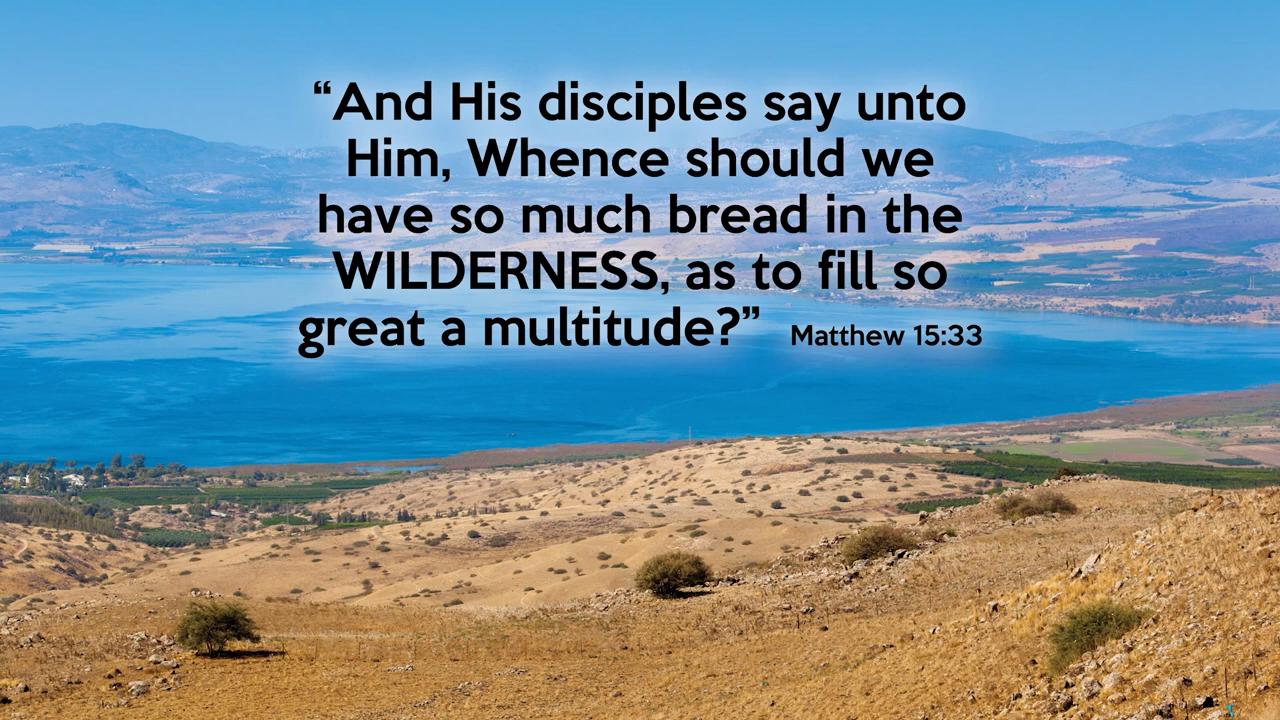 “And His disciples say unto
Him, Whence should we
have so much bread in the
WILDERNESS, as to fill so
great a multitude?” Matthew 15:33